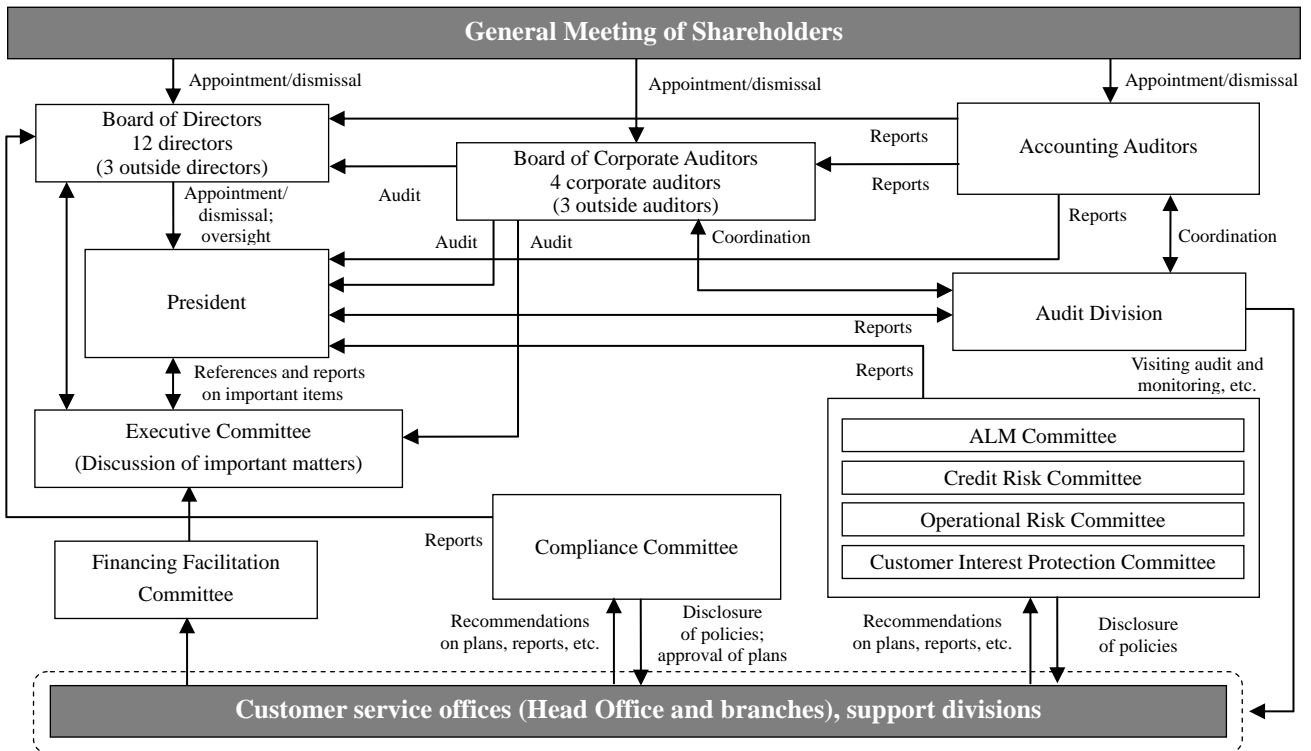 General Meeting of Shareholders
Appointment/dismissal
Appointment/dismissal
Appointment/dismissal
Board of Directors
12 directors
(3 outside directors)
Reports
Accounting Auditors
Board of Corporate Auditors
4 corporate auditors
(3 outside auditors)
Audit
Reports
Appointment/
dismissal;
oversight
Audit
Audit
Coordination
Reports
Coordination
President
Audit Division
Reports
References and reports
on important items
Reports
Visiting audit and
monitoring, etc.
Executive Committee
(Discussion of important matters)
ALM Committee
Credit Risk Committee
Operational Risk Committee
Customer Interest Protection Committee
Reports
Compliance Committee
Financing Facilitation
Committee
Recommendations
on plans, reports, etc.
Disclosure
of policies;
approval of plans
Recommendations
on plans, reports, etc.
Disclosure
of policies
Customer service offices (Head Office and branches), support divisions